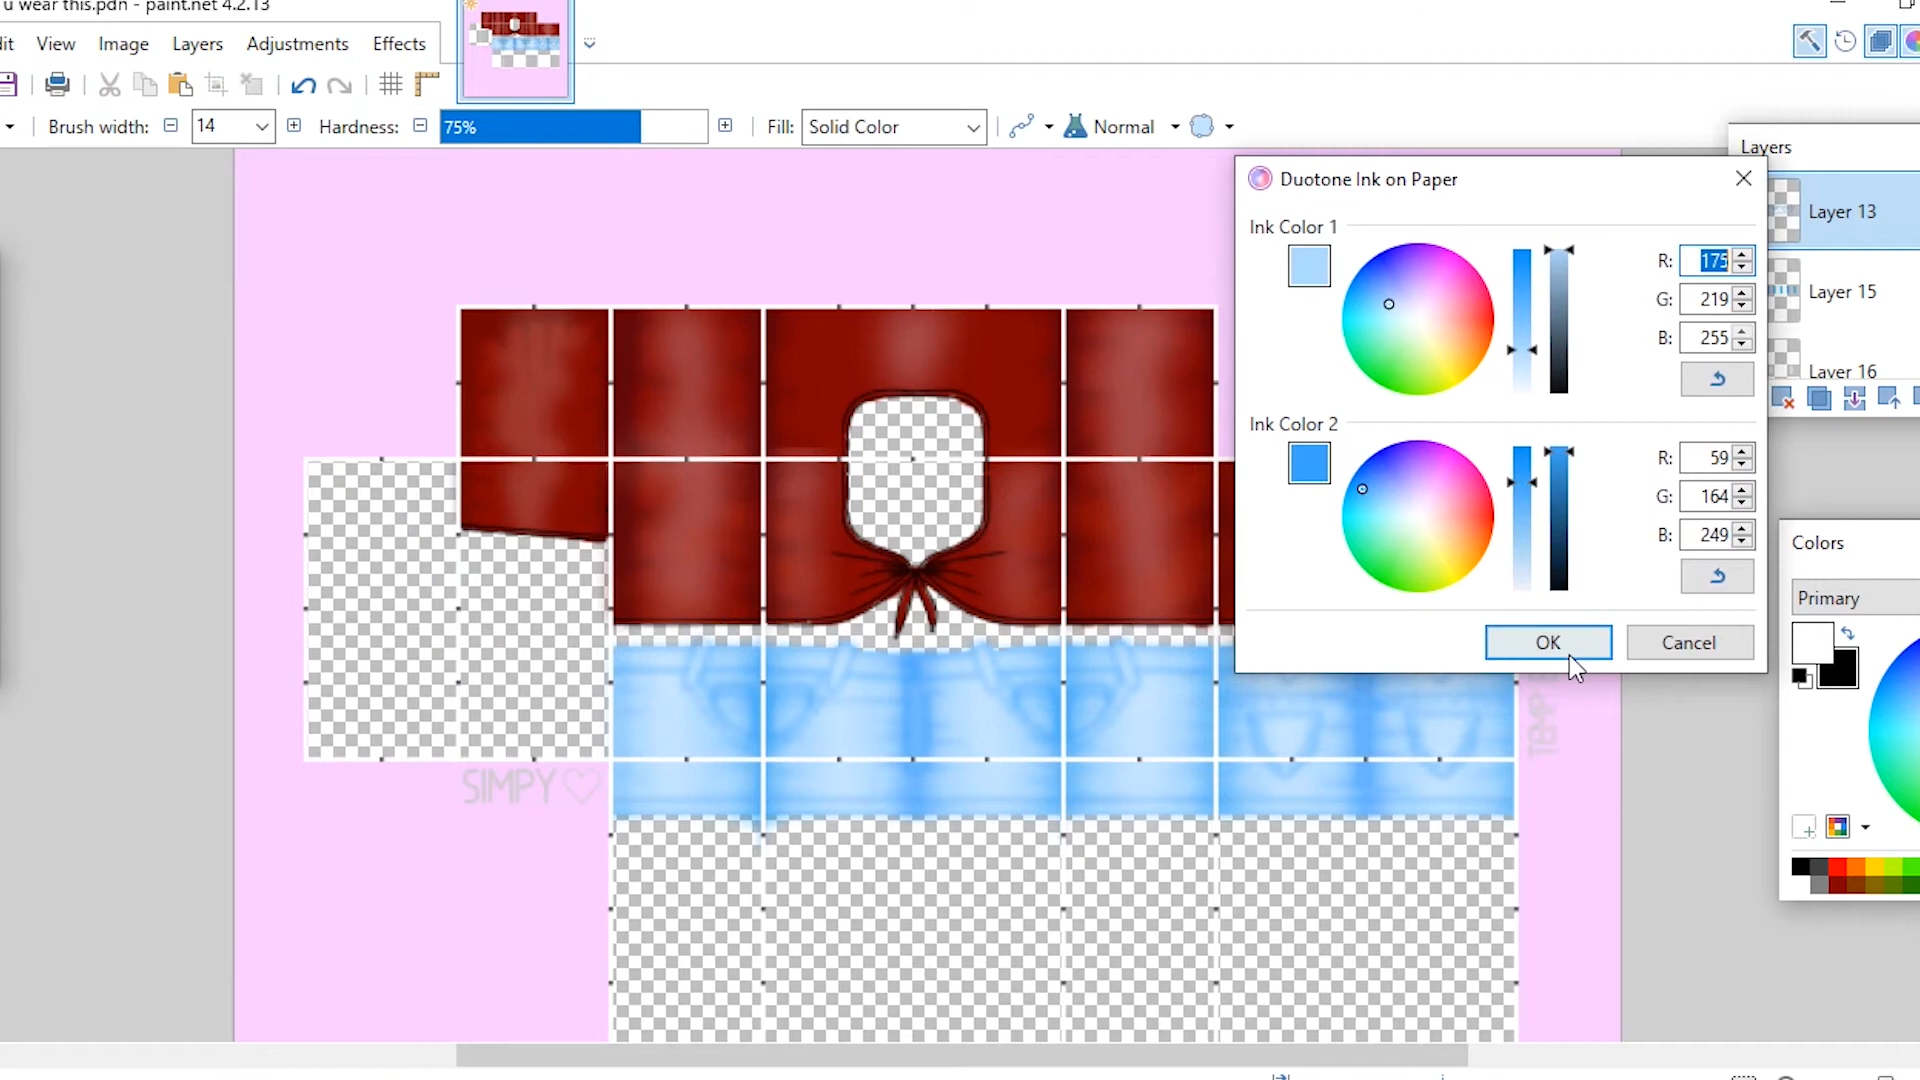 u wear this.pdn - paint.net 4.2.13
it View Image Layers Adjustments Effects
Brush width: 14 Hardness: 75% Fill: Solid Color Normal
Layers
Layer 13
Layer 15
Layer 16
Duotone Ink on Paper
Ink Color 1
R: 175
G: 219
B: 255
Ink Color 2
R: 59
G: 164
B: 249
OK Cancel
Colors
Primary
SIMPY
TEMP